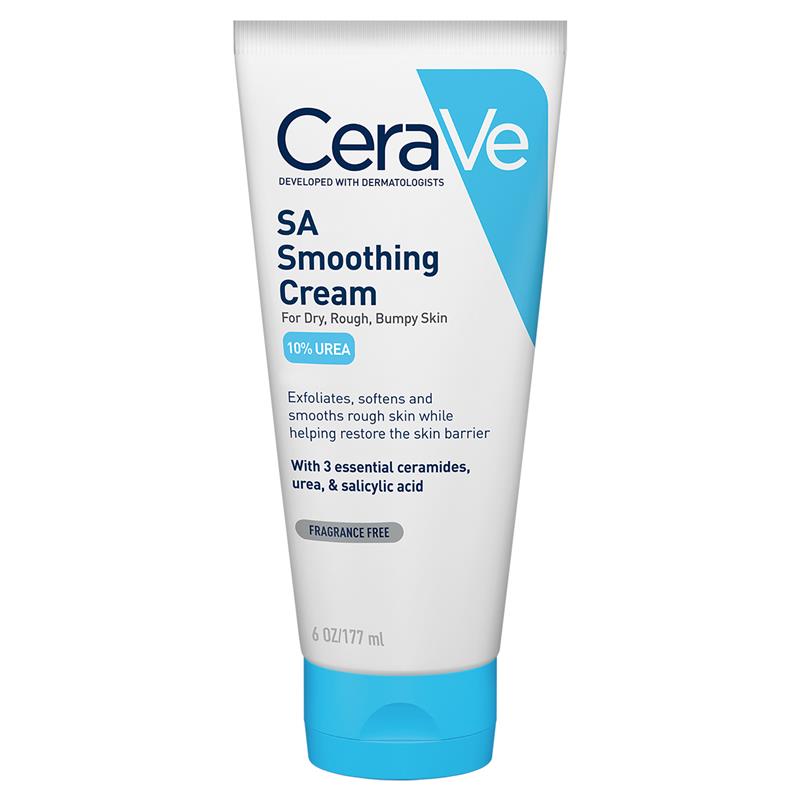 CeraVe
DEVELOPED WITH DERMATOLOGISTS
SA
Smoothing
Cream
For Dry, Rough, Bumpy Skin
10% UREA
Exfoliates, softens and
smooths rough skin while
helping restore the skin barrier
With 3 essential ceramides,
urea, & salicylic acid
FRAGRANCE FREE
6 OZ/177 ml